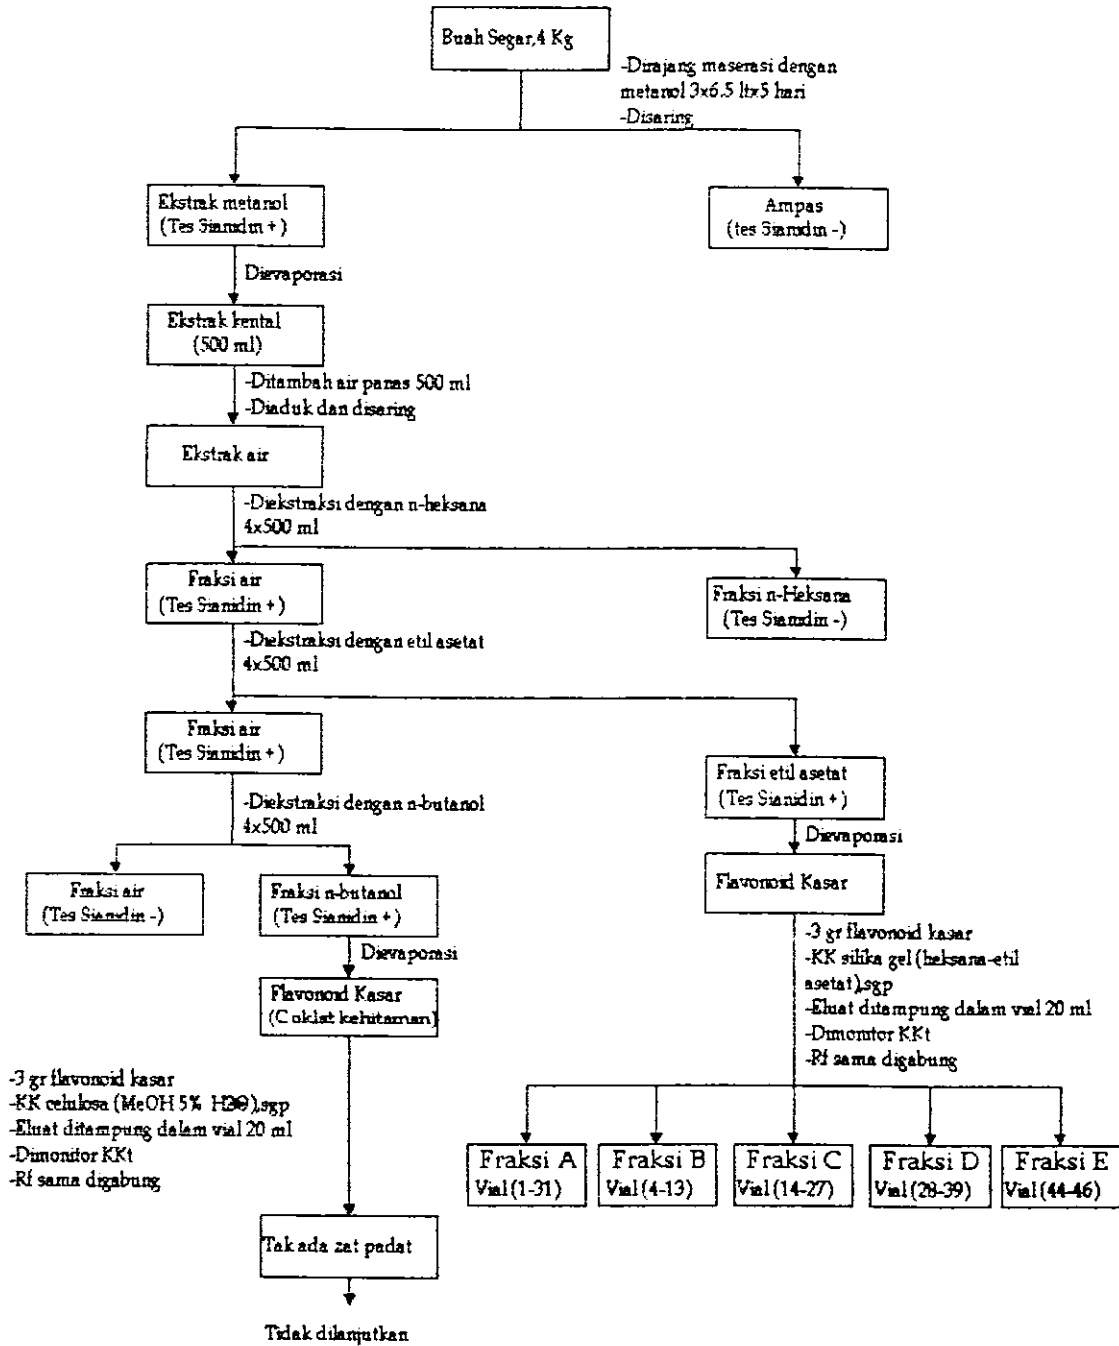 Buah Segar, 4 Kg
-Dirajang maserasi dengan
metanol 3x6.5 ltx5 hari
-Disaring
Ekstrak metanol
(Tes Sianidin +)
Ampas
(tes Sianidin -)
Dievaporasi
Ekstrak kental
(500 ml)
-Ditambah air panas 500 ml
-Diaduk dan disaring
Ekstrak air
-Diekstraksi dengan n-heksana
4x500 ml
Fraksi air
(Tes Sianidin +)
Fraksi n-Heksana
(Tes Sianidin -)
-Diekstraksi dengan etil asetat
4x500 ml
Fraksi air
(Tes Sianidin +)
Fraksi etil asetat
(Tes Sianidin +)
-Diekstraksi dengan n-butanol
4x500 ml
Dievaporasi
Fraksi air
(Tes Sianidin -)
Fraksi n-butanol
(Tes Sianidin +)
Flavonoid Kasar
Dievaporasi
Flavonoid Kasar
(Coklat kehitaman)
-3 gr flavonoid kasar
-KK silika gel (heksana-etil
asetat),sgp
-Eluat ditampung dalam vial 20 ml
-Dimonitor KKt
-Rf sama digabung
-3 gr flavonoid kasar
-KK celulosa (MeOH 5% H2O),sgp
-Eluat ditampung dalam vial 20 ml
-Dimonitor KKt
-Rf sama digabung
Fraksi A
Vial (1-31)
Fraksi B
Vial (4-13)
Fraksi C
Vial (14-27)
Fraksi D
Vial (28-39)
Fraksi E
Vial (44-46)
Tak ada zat padat
Tidak dilanjutkan